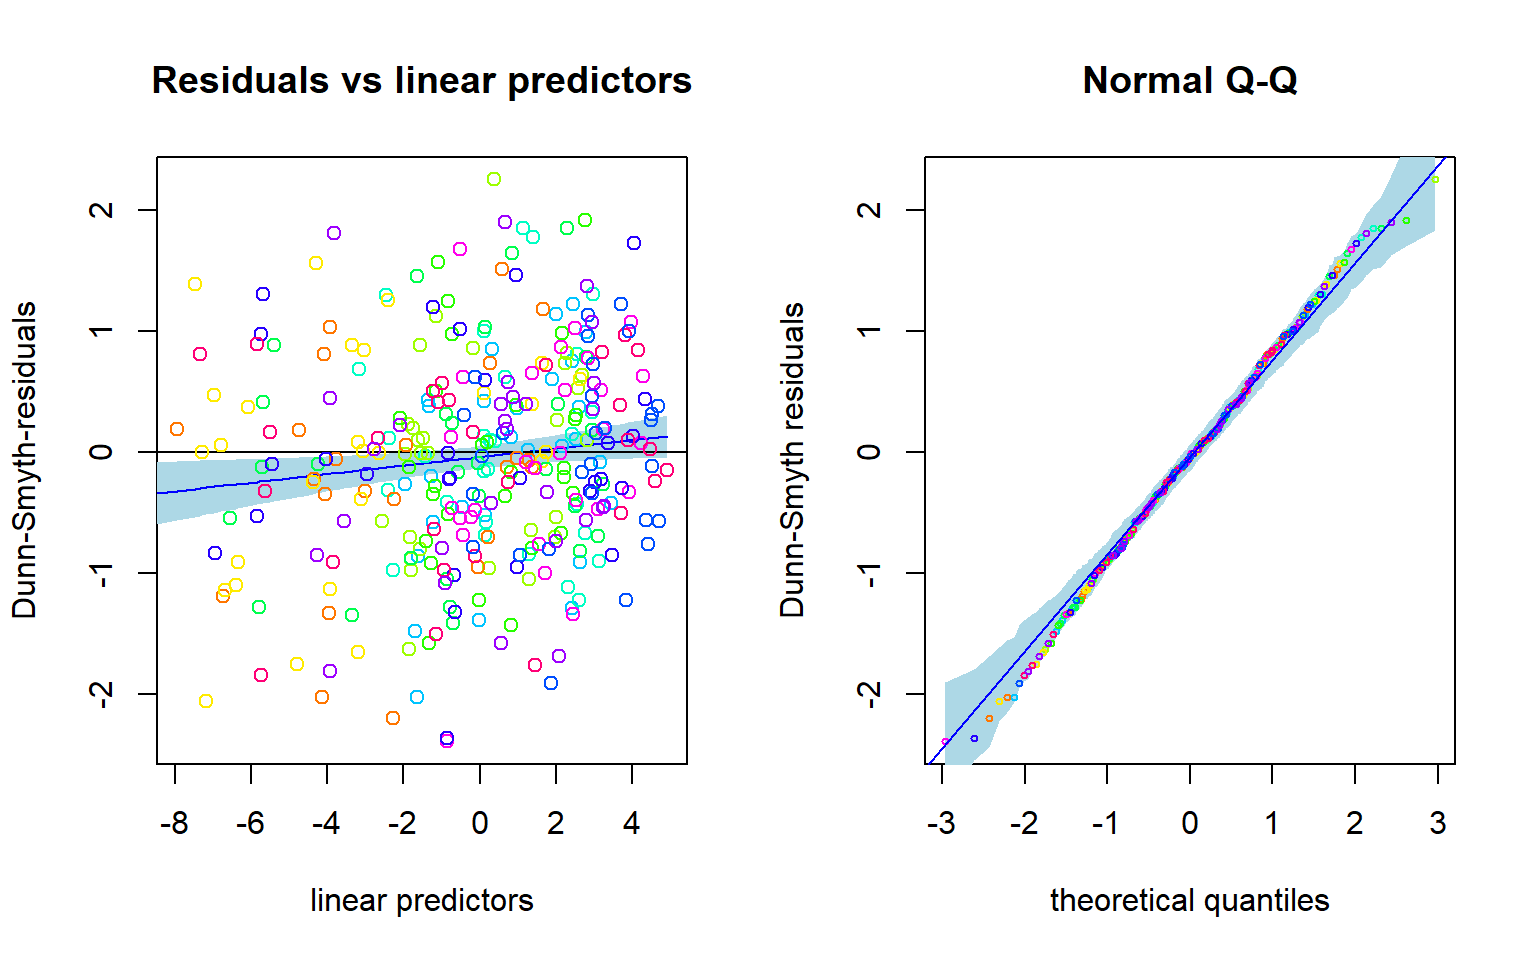 Residuals vs linear predictors
Dunn-Smyth-residuals
2
1
0
-1
-2
-8 -6 -4 -2 0 2 4
linear predictors
Normal Q-Q
Dunn-Smyth residuals
2
1
0
-1
-2
-3 -2 -1 0 1 2 3
theoretical quantiles